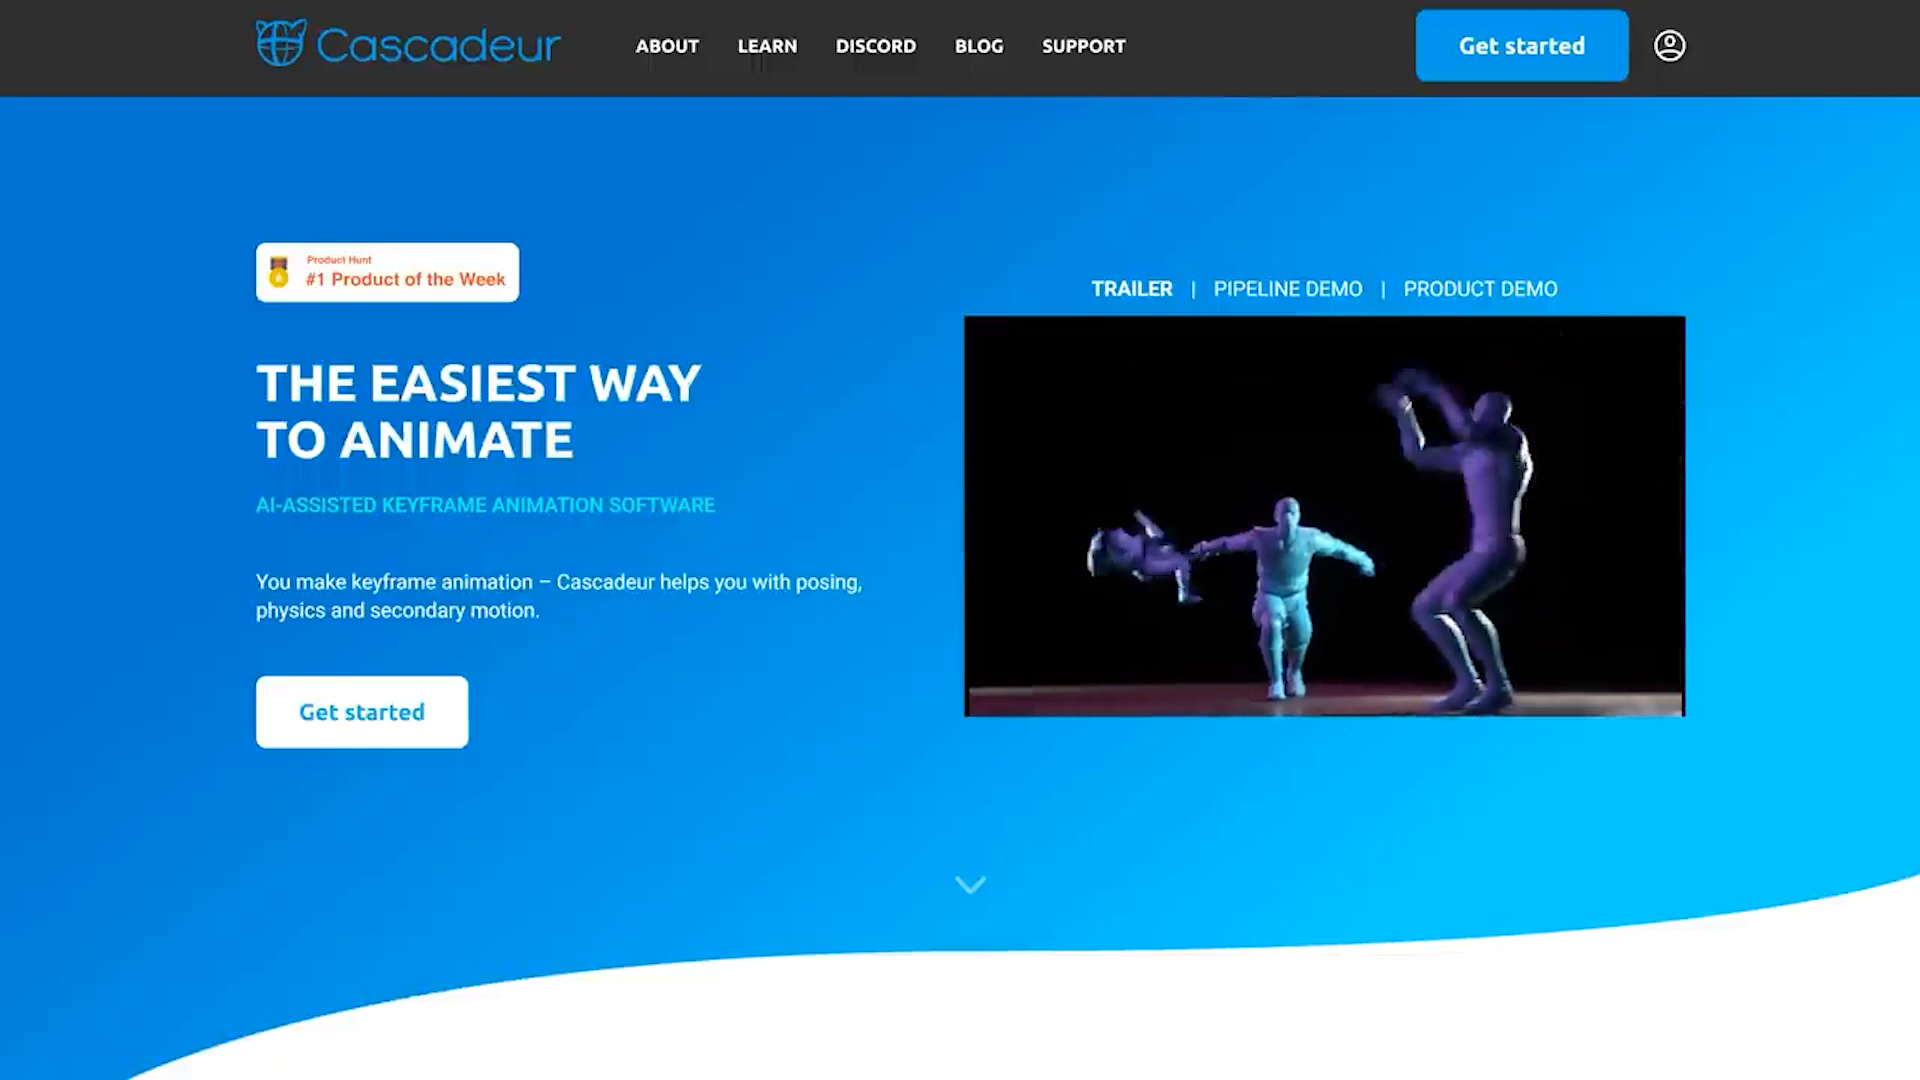 Cascadeur
ABOUT
LEARN
DISCORD
BLOG
SUPPORT
Get started
Product Hunt
#1 Product of the Week
THE EASIEST WAY
TO ANIMATE
AI-ASSISTED KEYFRAME ANIMATION SOFTWARE
You make keyframe animation – Cascadeur helps you with posing,
physics and secondary motion.
Get started
TRAILER | PIPELINE DEMO | PRODUCT DEMO